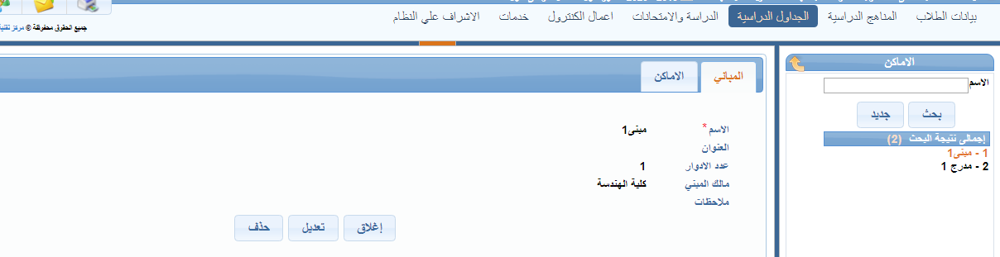 بيانات الطلاب المناهج الدراسية الجداول الدراسية الدراسة والامتحانات اعمال الكنترول خدمات الاشراف علي النظام
جميع الحقوق محفوظة © مركز تقنية
الاماكن
الاسم
بحث جديد
إجمالى نتيجة البحث (2)
1 - مبنى1
2 - مدرج 1
المباني الاماكن
الاسم* مبنى1
العنوان
عدد الادوار 1
مالك المبني كلية الهندسة
ملاحظات
إغلاق تعديل حذف